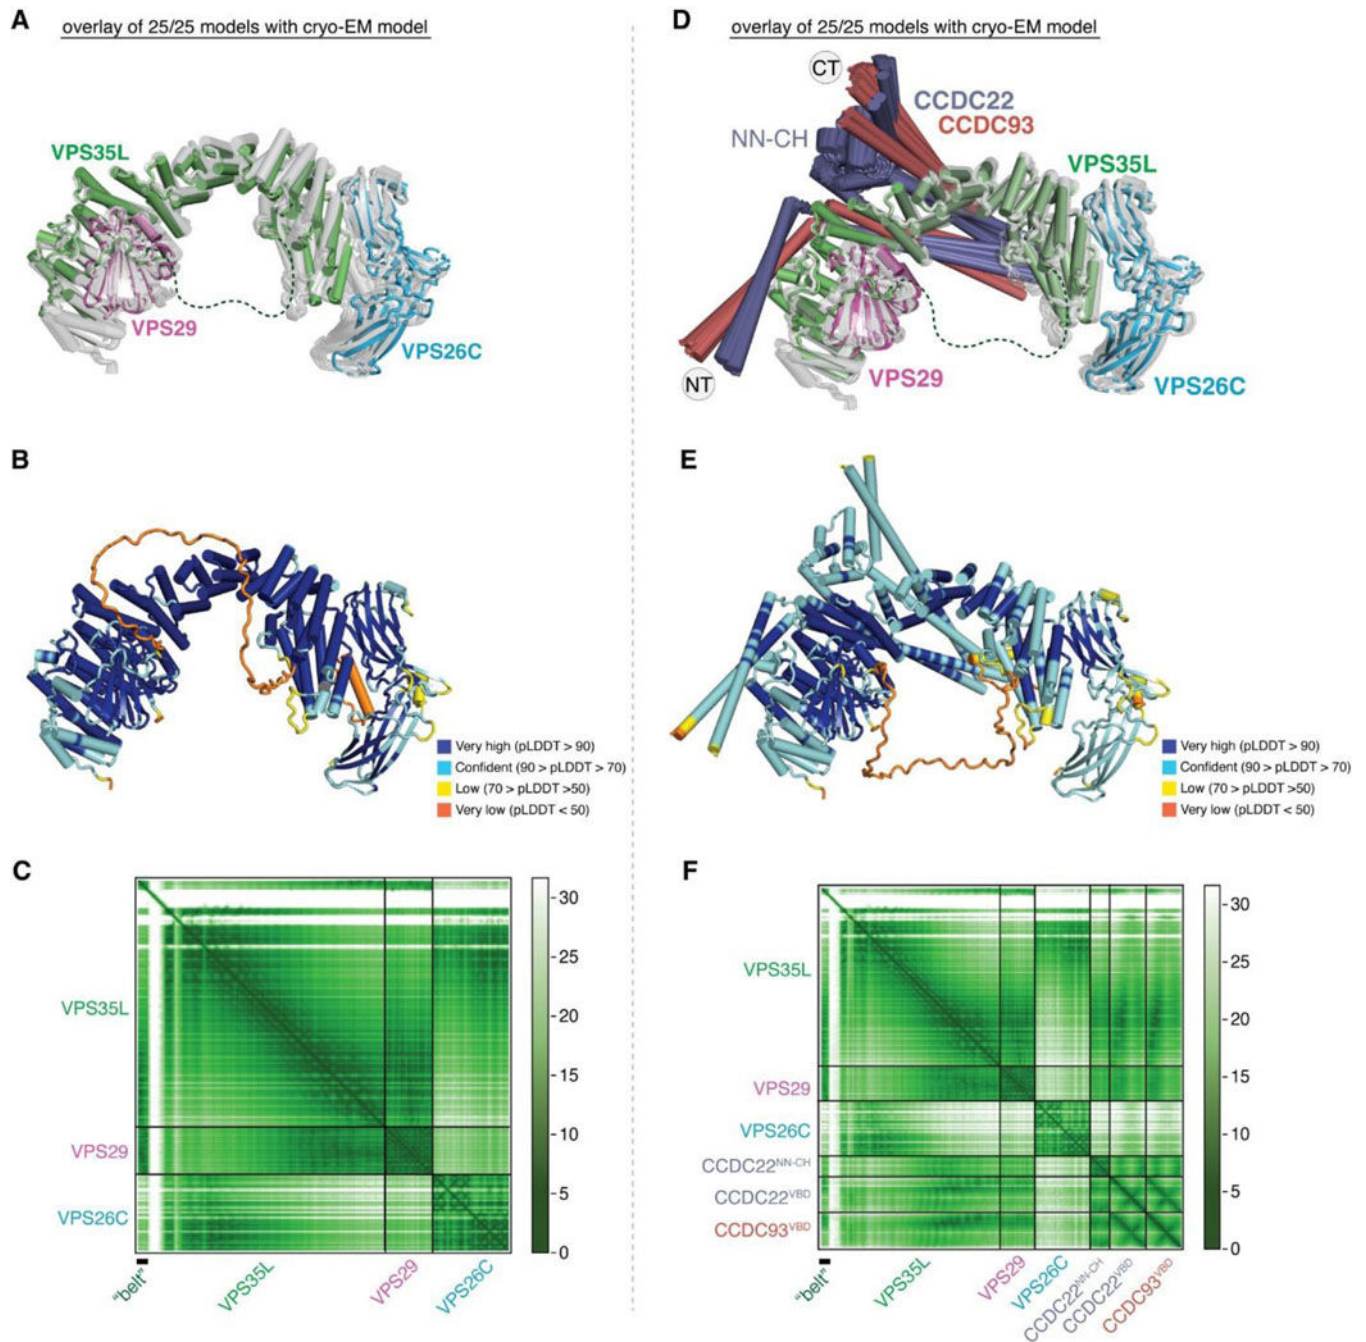 A
overlay of 25/25 models with cryo-EM model
VPS35L
VPS29
VPS26C
B
Very high (pLDDT > 90)
Confident (90 > pLDDT > 70)
Low (70 > pLDDT >50)
Very low (pLDDT < 50)
C
VPS35L
VPS29
VPS26C
30
25
20
15
10
5
0
"belt"
VPS35L
VPS29
VPS26C
D
overlay of 25/25 models with cryo-EM model
CT
CCDC22
CCDC93
NN-CH
VPS35L
NT
VPS29
VPS26C
E
Very high (pLDDT > 90)
Confident (90 > pLDDT > 70)
Low (70 > pLDDT >50)
Very low (pLDDT < 50)
F
VPS35L
VPS29
VPS26C
CCDC22NN-CH
CCDC22VBD
CCDC93VBD
30
25
20
15
10
5
0
"belt"
VPS35L
VPS29
VPS26C
CCDC22NN-CH
CCDC22VBD
CCDC93VBD